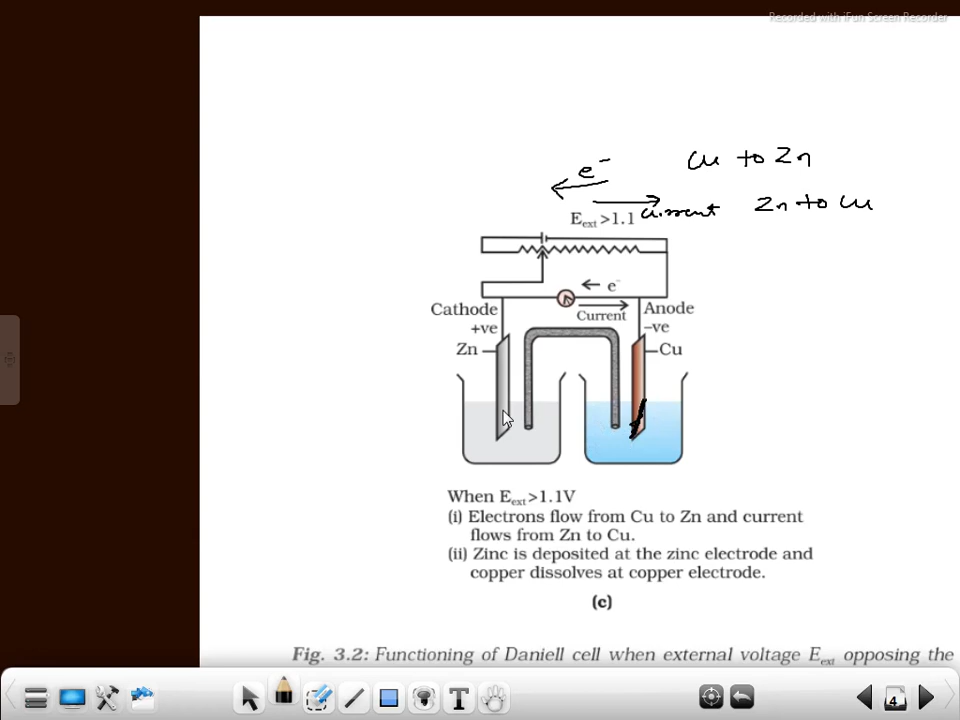 Recorded with iFun Screen Recorder
e⁻ Cu to Zn
current Zn to Cu
Eext>1.1
← e⁻
Current
Cathode
+ve
Anode
–ve
Zn
Cu
When Eext>1.1V
(i) Electrons flow from Cu to Zn and current
flows from Zn to Cu.
(ii) Zinc is deposited at the zinc electrode and
copper dissolves at copper electrode.
(c)
Fig. 3.2: Functioning of Daniell cell when external voltage Eext opposing the
T
4